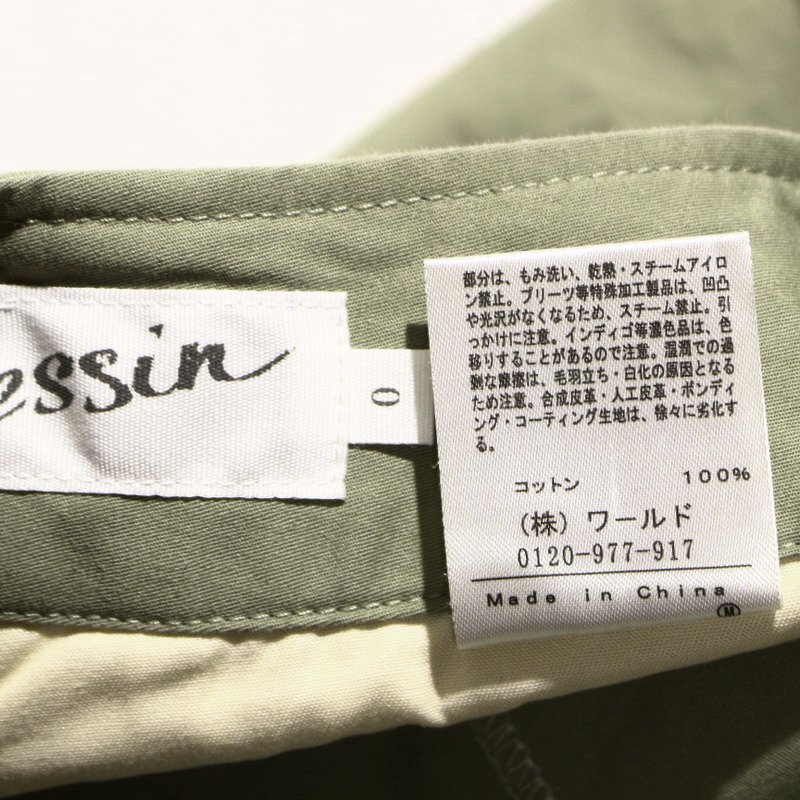 essin
0
部分は、もみ洗い、乾熱・スチームアイロ
ン禁止。プリーツ等特殊加工製品は、凹凸
や光沢がなくなるため、スチーム禁止。引
っかけに注意。インディゴ等濃色品は、色
移りすることがあるので注意。湿潤での過
剰な摩擦は、毛羽立ち・白化の原因となる
ため注意。合成皮革・人工皮革・ボンディ
ング・コーティング生地は、徐々に劣化す
る。
コットン 100%
(株) ワールド
0120-977-917
Made in China
M